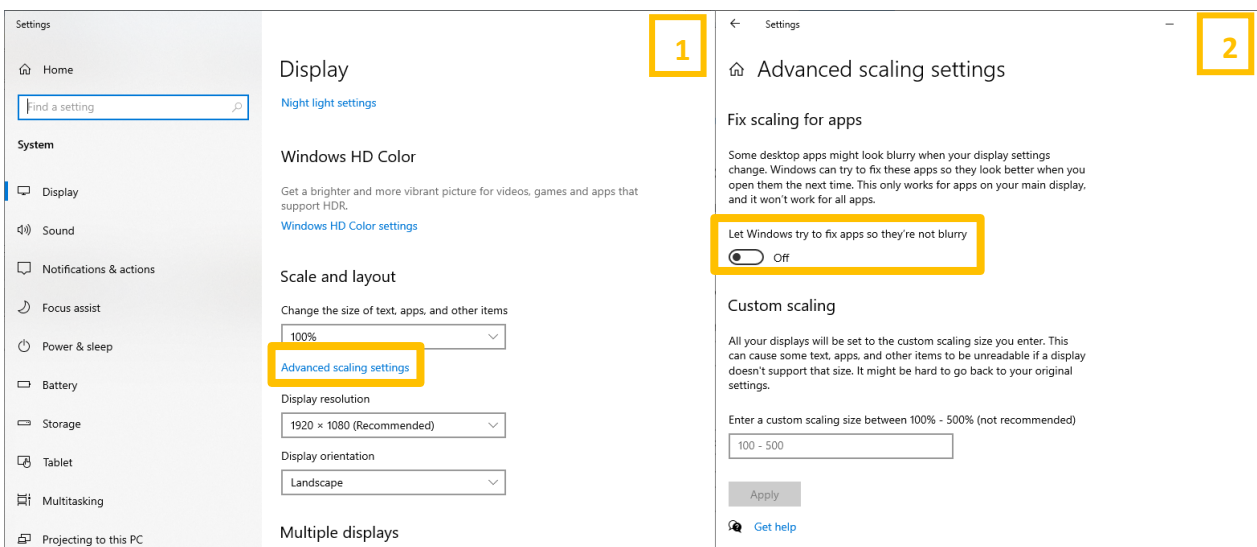 Settings
Home
Find a setting
System
Display
Sound
Notifications & actions
Focus assist
Power & sleep
Battery
Storage
Tablet
Multitasking
Projecting to this PC
1
Display
Night light settings
Windows HD Color
Get a brighter and more vibrant picture for videos, games and apps that
support HDR.
Windows HD Color settings
Scale and layout
Change the size of text, apps, and other items
100%
Advanced scaling settings
Display resolution
1920 × 1080 (Recommended)
Display orientation
Landscape
Multiple displays
Settings
2
Advanced scaling settings
Fix scaling for apps
Some desktop apps might look blurry when your display settings
change. Windows can try to fix these apps so they look better when you
open them the next time. This only works for apps on your main display,
and it won't work for all apps.
Let Windows try to fix apps so they're not blurry
Off
Custom scaling
All your displays will be set to the custom scaling size you enter. This
can cause some text, apps, and other items to be unreadable if a display
doesn't support that size. It might be hard to go back to your original
settings.
Enter a custom scaling size between 100% - 500% (not recommended)
100 - 500
Apply
Get help